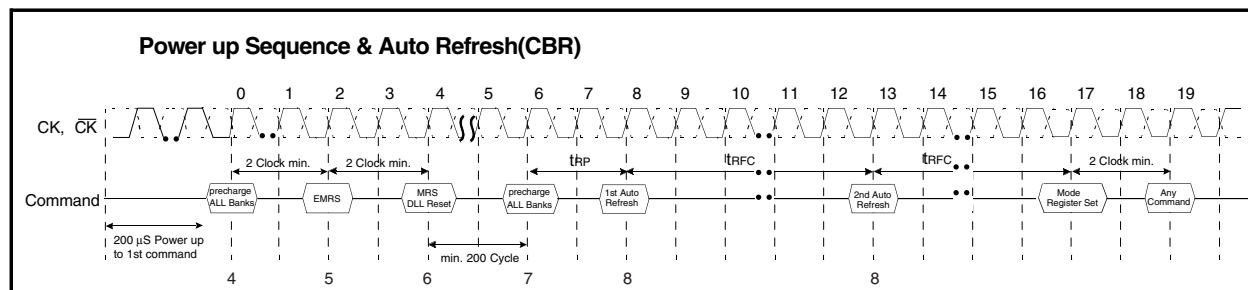 Power up Sequence & Auto Refresh(CBR)
0 1 2 3 4 5 6 7 8 9 10 11 12 13 14 15 16 17 18 19
CK, CK
2 Clock min. 2 Clock min. tRP tRFC tRFC 2 Clock min.
Command
precharge
ALL Banks
EMRS
MRS
DLL Reset
precharge
ALL Banks
1st Auto
Refresh
2nd Auto
Refresh
Mode
Register Set
Any
Command
200 μS Power up
to 1st command
min. 200 Cycle
4 5 6 7 8 8